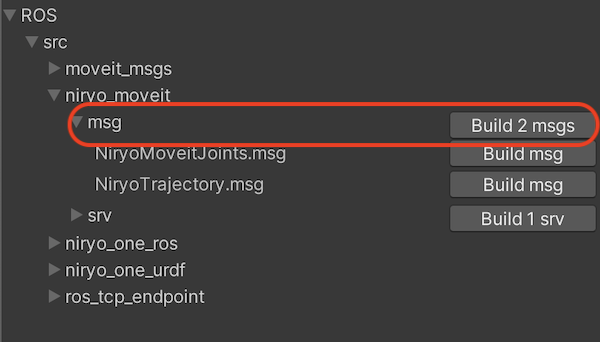 ROS
src
moveit_msgs
niryo_moveit
msg Build 2 msgs
NiryoMoveitJoints.msg Build msg
NiryoTrajectory.msg Build msg
srv Build 1 srv
niryo_one_ros
niryo_one_urdf
ros_tcp_endpoint